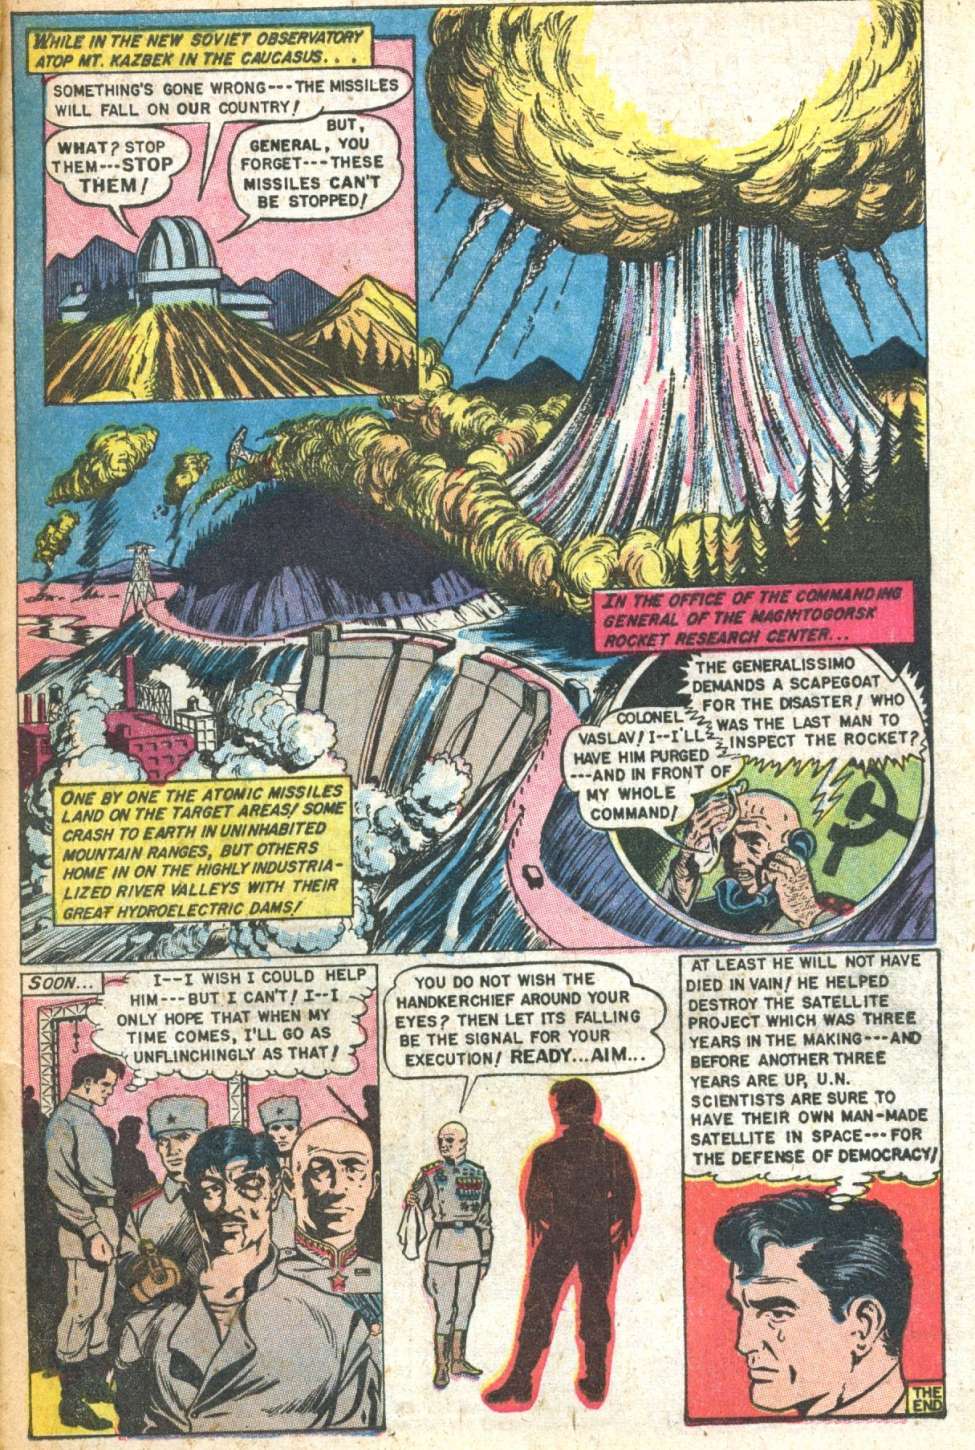 WHILE IN THE NEW SOVIET OBSERVATORY
ATOP MT. KAZBEK IN THE CAUCASUS...
SOMETHING'S GONE WRONG---THE MISSILES
WILL FALL ON OUR COUNTRY!
WHAT? STOP
THEM---STOP
THEM!
BUT,
GENERAL, YOU
FORGET---THESE
MISSILES CAN'T
BE STOPPED!
ONE BY ONE THE ATOMIC MISSILES
LAND ON THE TARGET AREAS! SOME
CRASH TO EARTH IN UNINHABITED
MOUNTAIN RANGES, BUT OTHERS
HOME IN ON THE HIGHLY INDUSTRIA-
LIZED RIVER VALLEYS WITH THEIR
GREAT HYDROELECTRIC DAMS!
IN THE OFFICE OF THE COMMANDING
GENERAL OF THE MAGNITOGORSK
ROCKET RESEARCH CENTER...
THE GENERALISSIMO
DEMANDS A SCAPEGOAT
FOR THE DISASTER! WHO
WAS THE LAST MAN TO
INSPECT THE ROCKET?
COLONEL
VASLAV! I--I'LL
HAVE HIM PURGED
---AND IN FRONT OF
MY WHOLE
COMMAND!
SOON...
I--I WISH I COULD HELP
HIM---BUT I CAN'T! I--I
ONLY HOPE THAT WHEN MY
TIME COMES, I'LL GO AS
UNFLINCHINGLY AS THAT!
YOU DO NOT WISH THE
HANDKERCHIEF AROUND YOUR
EYES? THEN LET ITS FALLING
BE THE SIGNAL FOR YOUR
EXECUTION! READY...AIM...
AT LEAST HE WILL NOT HAVE
DIED IN VAIN! HE HELPED
DESTROY THE SATELLITE
PROJECT WHICH WAS THREE
YEARS IN THE MAKING---AND
BEFORE ANOTHER THREE
YEARS ARE UP, U.N.
SCIENTISTS ARE SURE TO
HAVE THEIR OWN MAN-MADE
SATELLITE IN SPACE---FOR
THE DEFENSE OF DEMOCRACY!
THE
END